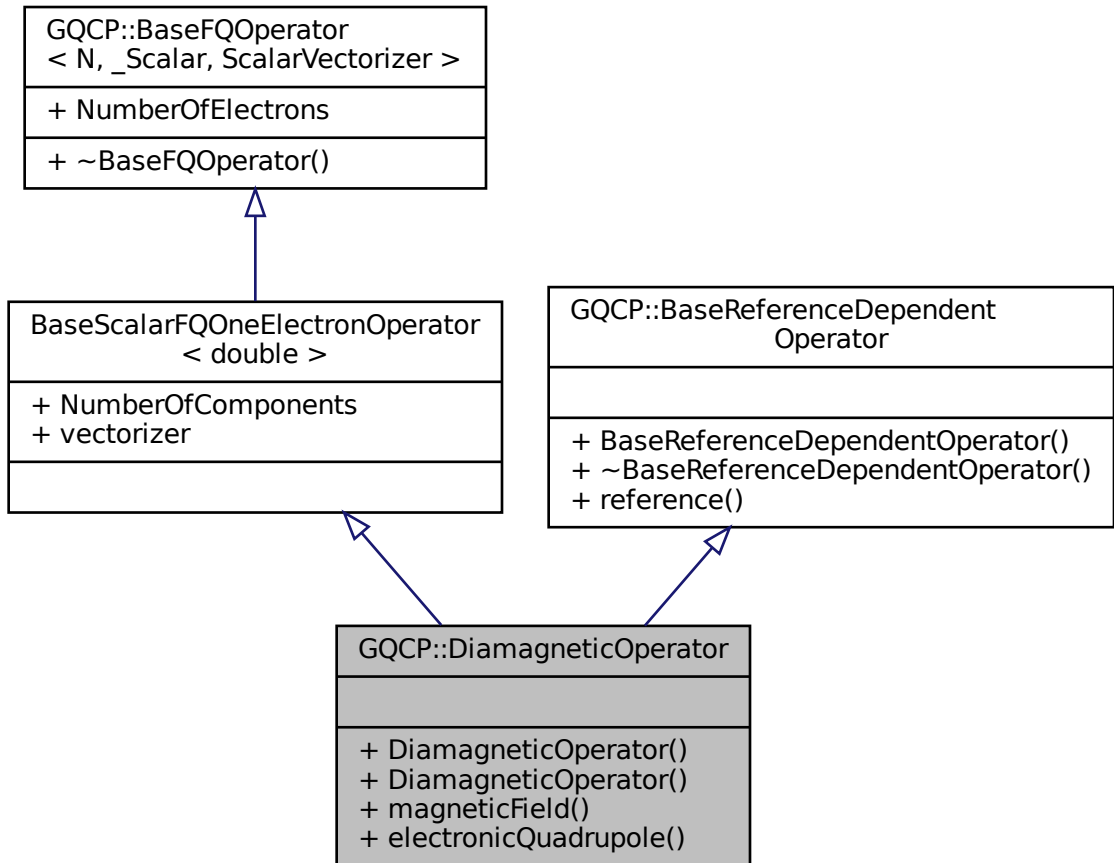 GQCP::BaseFQOperator
< N, _Scalar, ScalarVectorizer >
+ NumberOfElectrons
+ ~BaseFQOperator()
BaseScalarFQOneElectronOperator
< double >
+ NumberOfComponents
+ vectorizer
GQCP::BaseReferenceDependent
Operator
+ BaseReferenceDependentOperator()
+ ~BaseReferenceDependentOperator()
+ reference()
GQCP::DiamagneticOperator
+ DiamagneticOperator()
+ DiamagneticOperator()
+ magneticField()
+ electronicQuadrupole()